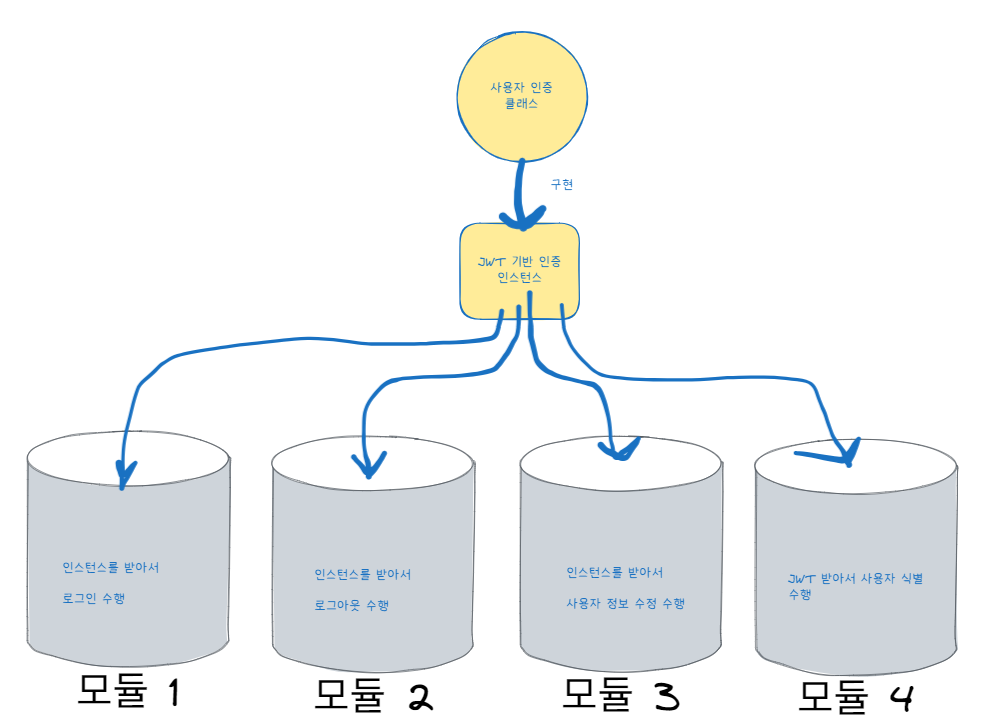 사용자 인증
클래스
구현
JWT 기반 인증
인스턴스
인스턴스를 받아서
로그인 수행
인스턴스를 받아서
로그아웃 수행
인스턴스를 받아서
사용자 정보 수정 수행
JWT 받아서 사용자 식별
수행
모듈 1
모듈 2
모듈 3
모듈 4